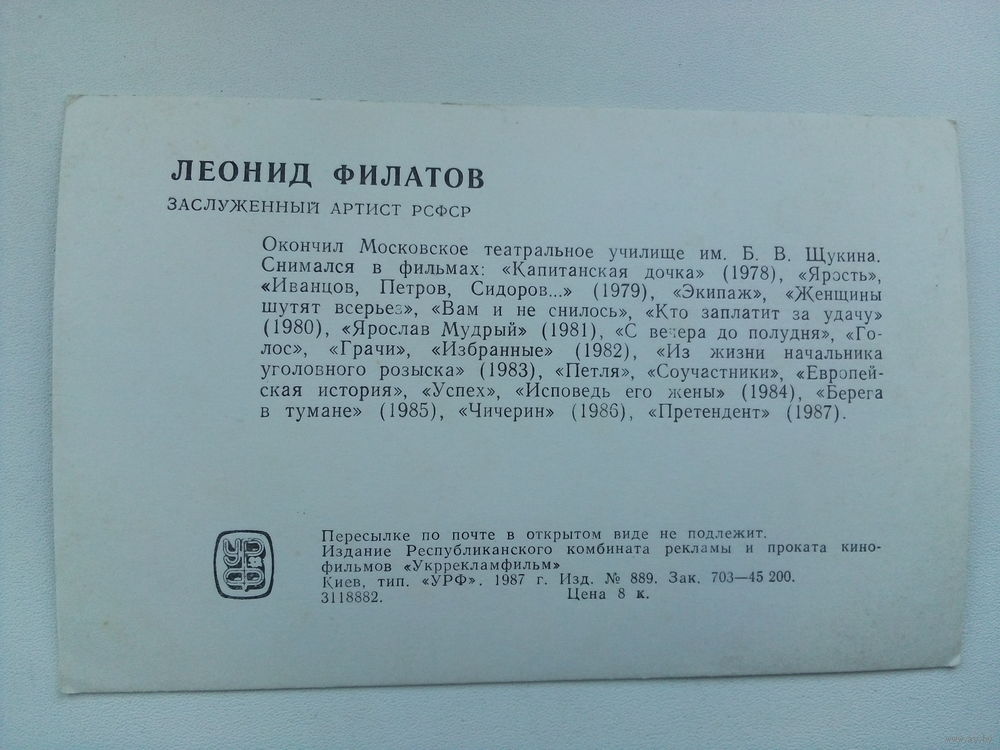 ЛЕОНИД ФИЛАТОВ
ЗАСЛУЖЕННЫЙ АРТИСТ РСФСР
Окончил Московское театральное училище им. Б. В. Щукина.
Снимался в фильмах: «Капитанская дочка» (1978), «Ярость»,
«Иванцов, Петров, Сидоров...» (1979), «Экипаж», «Женщины
шутят всерьез», «Вам и не снилось», «Кто заплатит за удачу»
(1980), «Ярослав Мудрый» (1981), «С вечера до полудня», «Го-
лос», «Грачи», «Избранные» (1982), «Из жизни начальника
уголовного розыска» (1983), «Петля», «Соучастники», «Европей-
ская история», «Успех», «Исповедь его жены» (1984), «Берега
в тумане» (1985), «Чичерин» (1986), «Претендент» (1987).
Пересылке по почте в открытом виде не подлежит.
Издание Республиканского комбината рекламы и проката кино-
фильмов «Укррекламфильм»
Киев, тип. «УРФ». 1987 г. Изд. № 889. Зак. 703—45 200.
3118882. Цена 8 к.